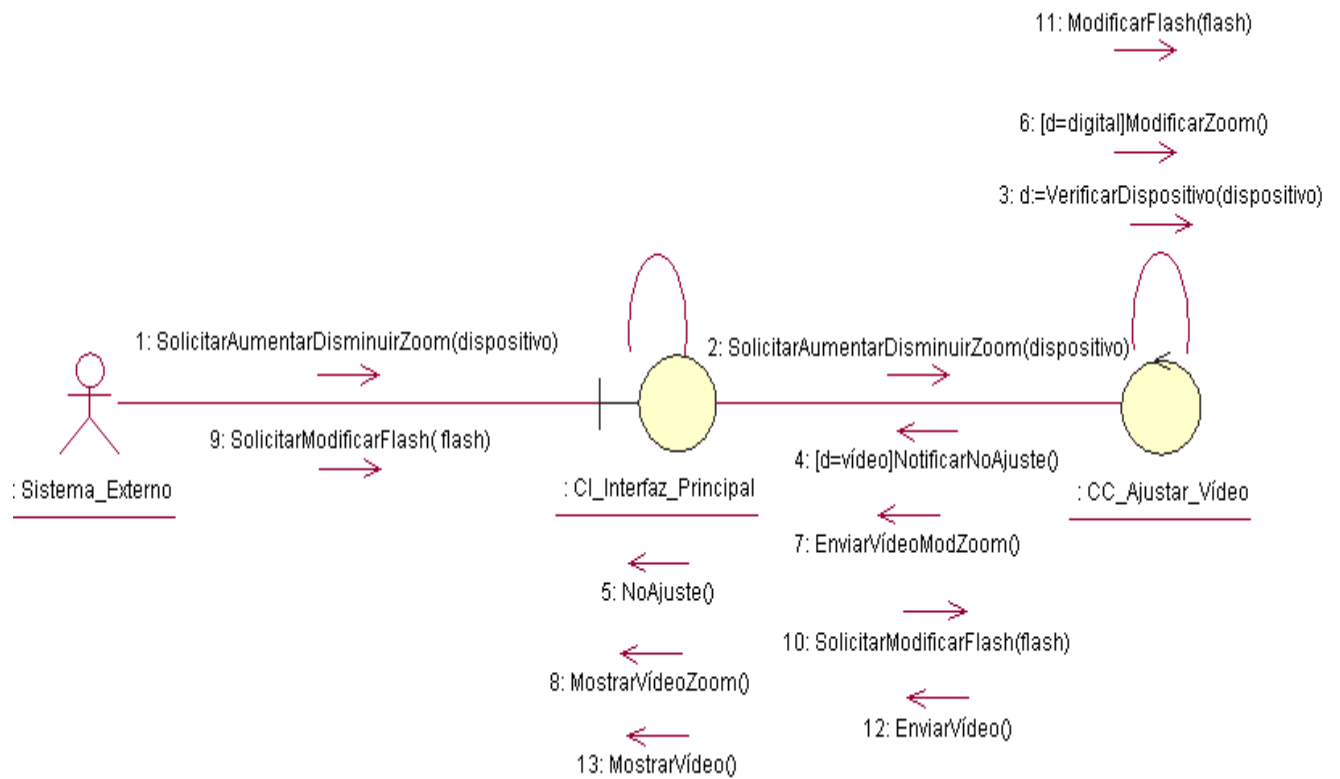 11: ModificarFlash(flash)
6: [d=digital]ModificarZoom()
3: d:=VerificarDispositivo(dispositivo)
1: SolicitarAumentarDisminuirZoom(dispositivo)
2: SolicitarAumentarDisminuirZoom(dispositivo)
9: SolicitarModificarFlash( flash)
4: [d=vídeo]NotificarNoAjuste()
: Sistema_Externo
: CI_Interfaz_Principal
: CC_Ajustar_Vídeo
7: EnviarVídeoModZoom()
5: NoAjuste()
10: SolicitarModificarFlash(flash)
8: MostrarVídeoZoom()
12: EnviarVídeo()
13: MostrarVídeo()